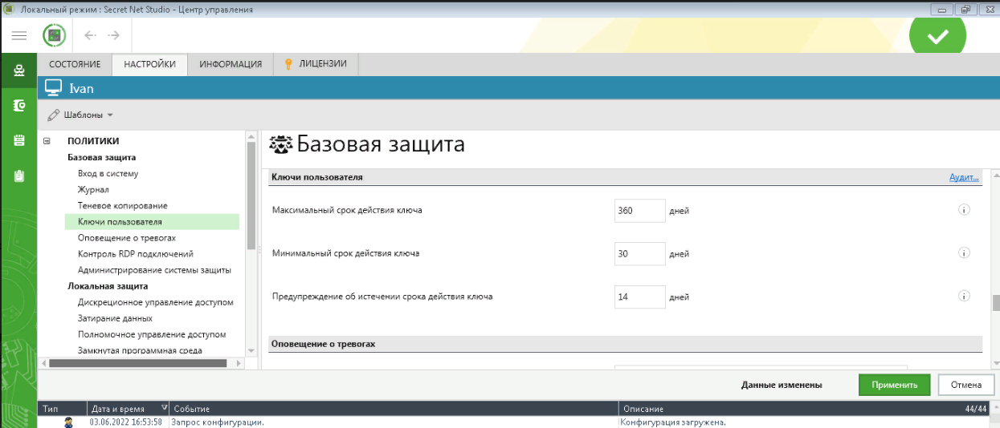 Локальный режим : Secret Net Studio - Центр управления
СОСТОЯНИЕ НАСТРОЙКИ ИНФОРМАЦИЯ ЛИЦЕНЗИИ
Ivan
Шаблоны
ПОЛИТИКИ
Базовая защита
Вход в систему
Журнал
Теневое копирование
Ключи пользователя
Оповещение о тревогах
Контроль RDP подключений
Администрирование системы защиты
Локальная защита
Дискреционное управление доступом
Затирание данных
Полномочное управление доступом
Замкнутая программная среда
Базовая защита
Ключи пользователя Аудит...
Максимальный срок действия ключа 360 дней
Минимальный срок действия ключа 30 дней
Предупреждение об истечении срока действия ключа 14 дней
Оповещение о тревогах
Данные изменены Применить Отмена
Тип Дата и время Событие Описание 44/44
03.06.2022 16:53:58 Запрос конфигурации. Конфигурация загружена.